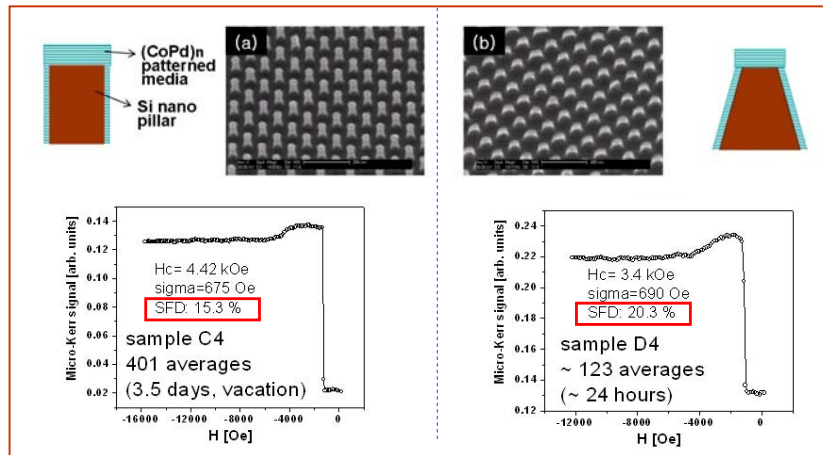 (CoPd)n
patterned
media
Si nano
pillar
(a)
(b)
Micro-Kerr signal [arb. units]
0.14
0.12
0.10
0.08
0.06
0.04
0.02
Hc= 4.42 kOe
sigma=675 Oe
SFD: 15.3 %
sample C4
401 averages
(3.5 days, vacation)
-16000
-12000
-8000
-4000
0
H [Oe]
Micro-Kerr signal [arb. units]
0.24
0.22
0.20
0.18
0.16
0.14
0.12
Hc= 3.4 kOe
sigma=690 Oe
SFD: 20.3 %
sample D4
~ 123 averages
(~ 24 hours)
-12000
-8000
-4000
0
H [Oe]